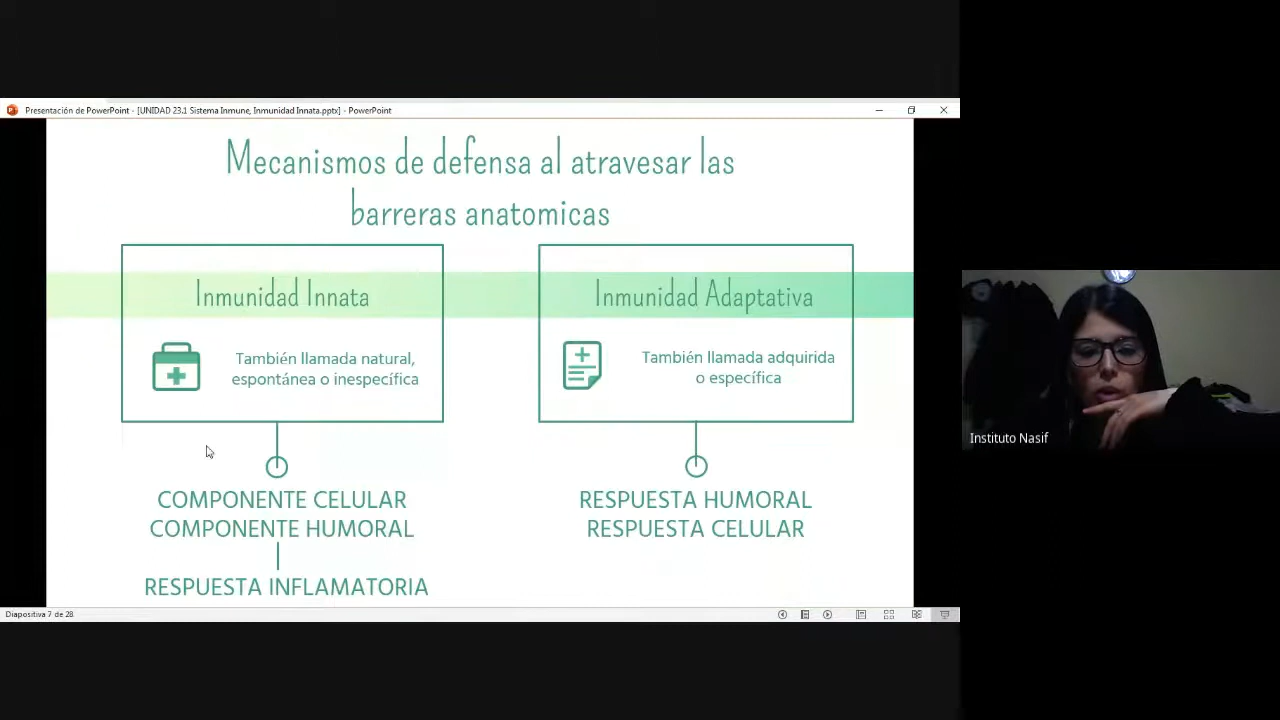 Presentación de PowerPoint - [UNIDAD 23.1 Sistema Inmune, Inmunidad Innata.pptx] - PowerPoint
Mecanismos de defensa al atravesar las
barreras anatomicas
Inmunidad Innata
También llamada natural,
espontánea o inespecífica
COMPONENTE CELULAR
COMPONENTE HUMORAL
RESPUESTA INFLAMATORIA
Inmunidad Adaptativa
También llamada adquirida
o específica
RESPUESTA HUMORAL
RESPUESTA CELULAR
Instituto Nasif
Diapositiva 7 de 28